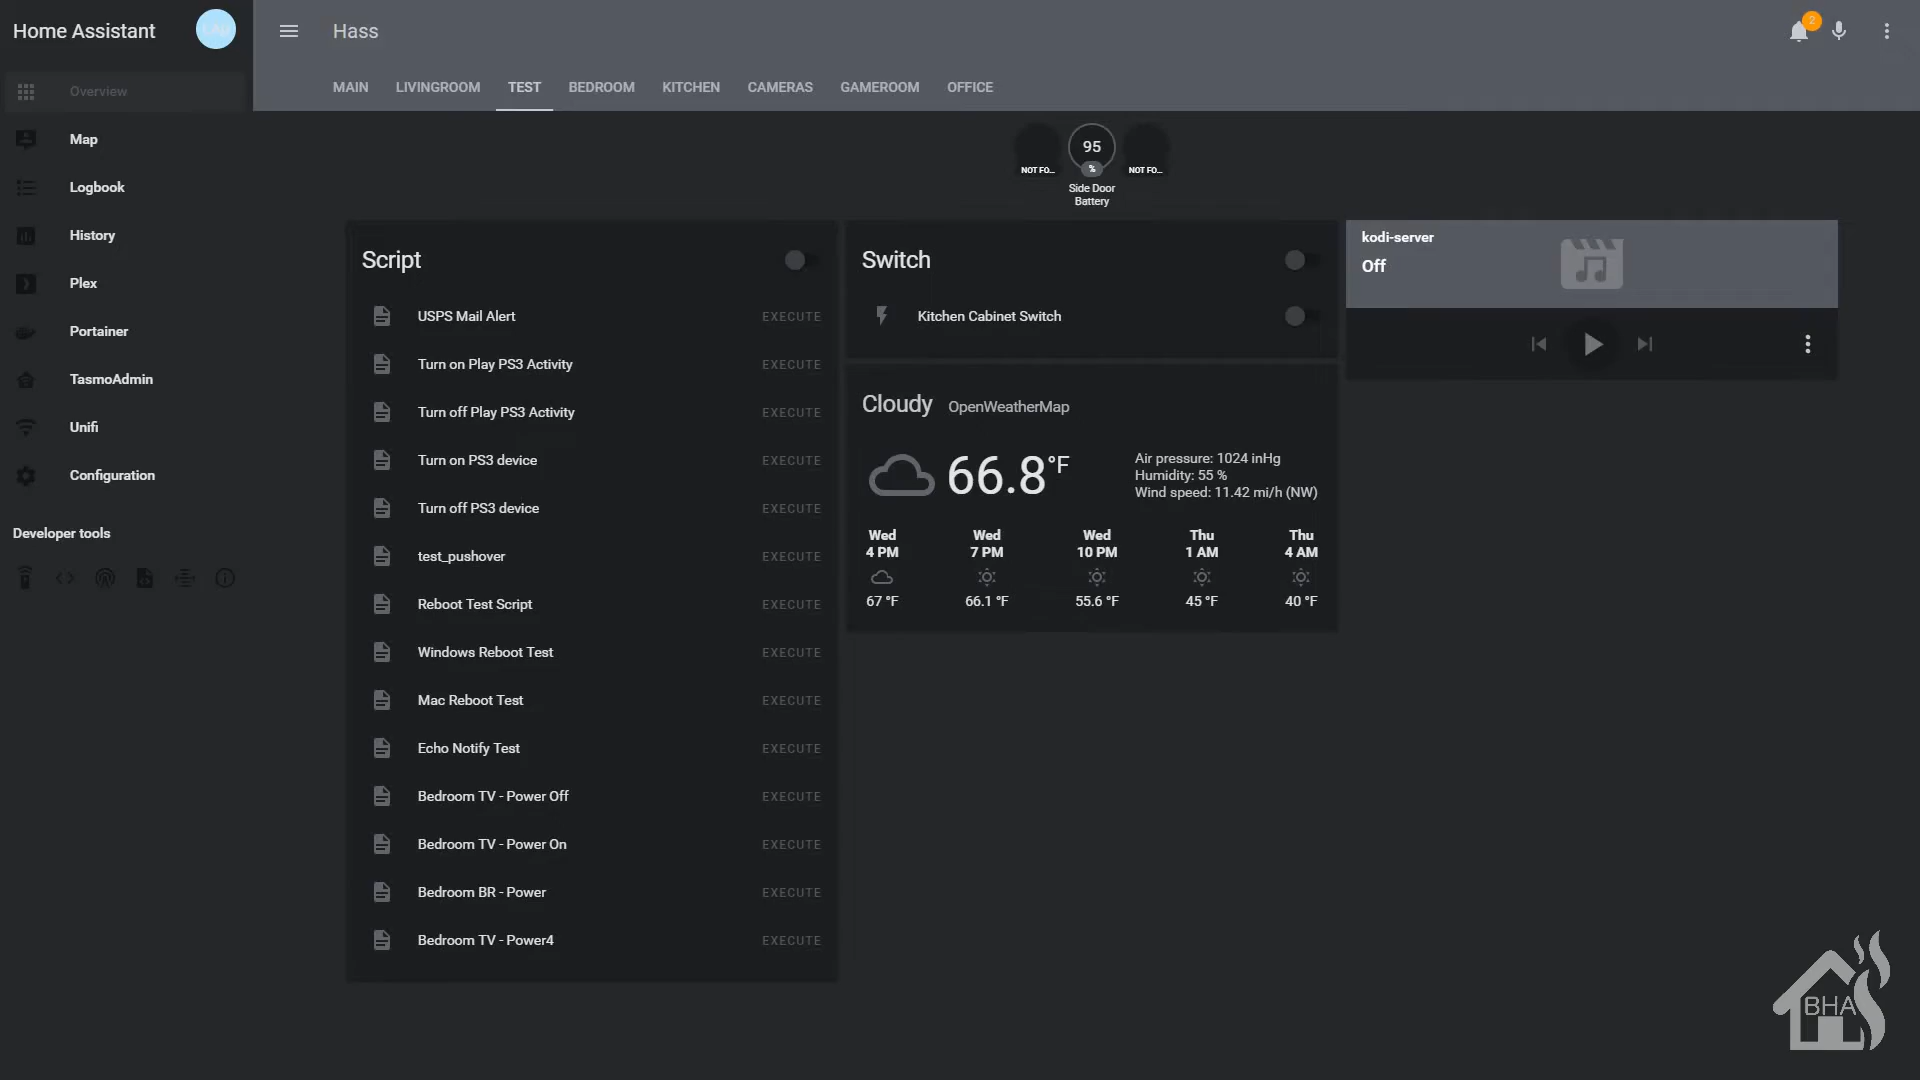 Home Assistant
Hass
2
MAIN LIVINGROOM TEST BEDROOM KITCHEN CAMERAS GAMEROOM OFFICE
Overview
Map
Logbook
History
Plex
Portainer
TasmoAdmin
Unifi
Configuration
Developer tools
NOT FO...
95
%
Side Door
Battery
NOT FO...
Script
USPS Mail Alert EXECUTE
Turn on Play PS3 Activity EXECUTE
Turn off Play PS3 Activity EXECUTE
Turn on PS3 device EXECUTE
Turn off PS3 device EXECUTE
test_pushover EXECUTE
Reboot Test Script EXECUTE
Windows Reboot Test EXECUTE
Mac Reboot Test EXECUTE
Echo Notify Test EXECUTE
Bedroom TV - Power Off EXECUTE
Bedroom TV - Power On EXECUTE
Bedroom BR - Power EXECUTE
Bedroom TV - Power4 EXECUTE
Switch
Kitchen Cabinet Switch
Cloudy OpenWeatherMap
66.8 °F
Air pressure: 1024 inHg
Humidity: 55 %
Wind speed: 11.42 mi/h (NW)
Wed Wed Wed Thu Thu
4 PM 7 PM 10 PM 1 AM 4 AM
67 °F 66.1 °F 55.6 °F 45 °F 40 °F
kodi-server
Off
BHA